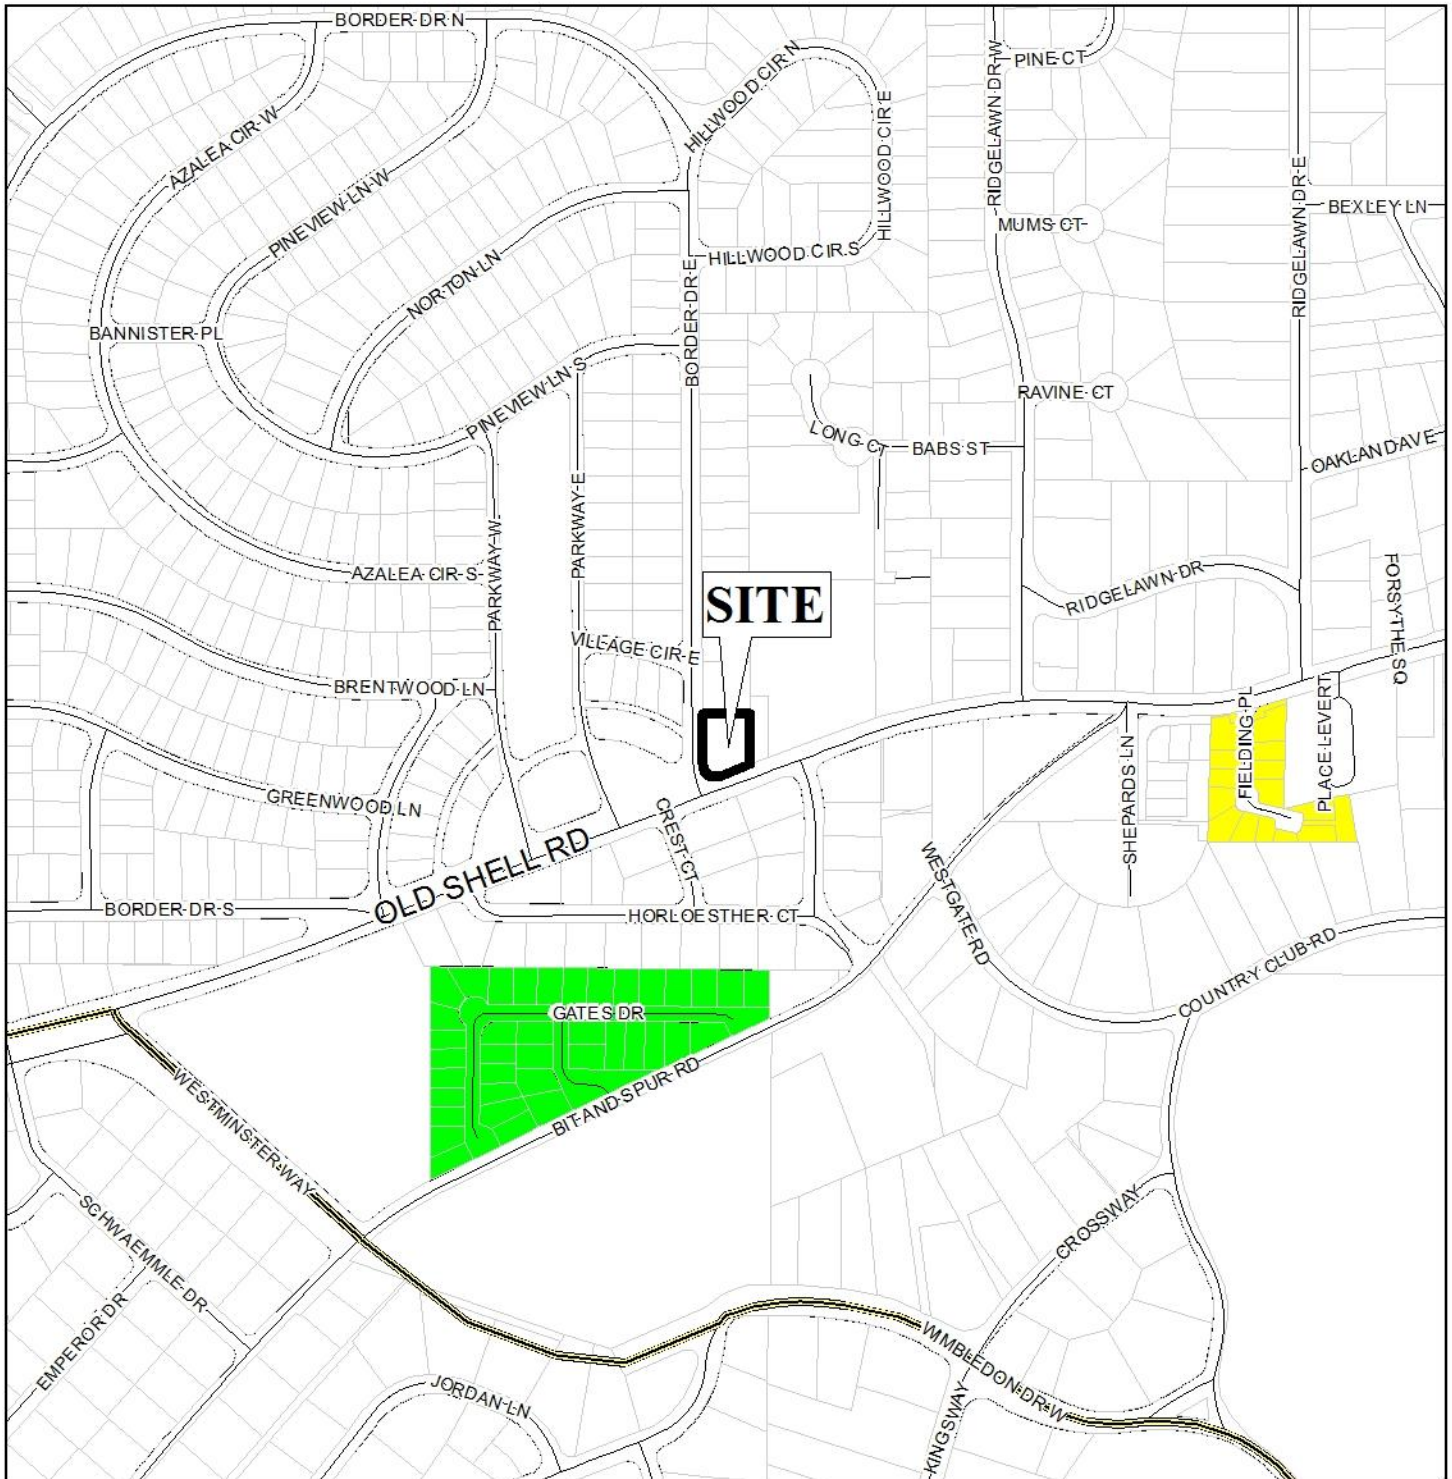 BORDER DR N
HILLWOOD CIR N
PINE CT
AZALEA CIR W
PINEVIEW LN W
HILLWOOD CIR E
RIDGELAWN DR W
RIDGELAWN DR E
BEXLEY LN
MUMS CT
HILLWOOD CIR S
NORTON LN
BORDER DR E
BANNISTER PL
PINEVIEW LN S
RAVINE CT
LONG CT
BABS ST
OAKLAND AVE
PARKWAY E
PARKWAY W
AZALEA CIR S
RIDGELAWN DR
FORSYTHE SQ
SITE
VILLAGE CIR E
BRENTWOOD LN
FIELDING PL
PLACE LEVERT
SHEPARDS LN
GREENWOOD LN
CREST CT
OLD SHELL RD
WESTGATE RD
BORDER DR S
HORLOESTHER CT
COUNTRY CLUB RD
GATES DR
BIT AND SPUR RD
WESTMINSTER WAY
SCHWAEMMLE DR
CROSSWAY
EMPEROR DR
WIMBLEDON DR W
JORDAN LN
KINGSWAY